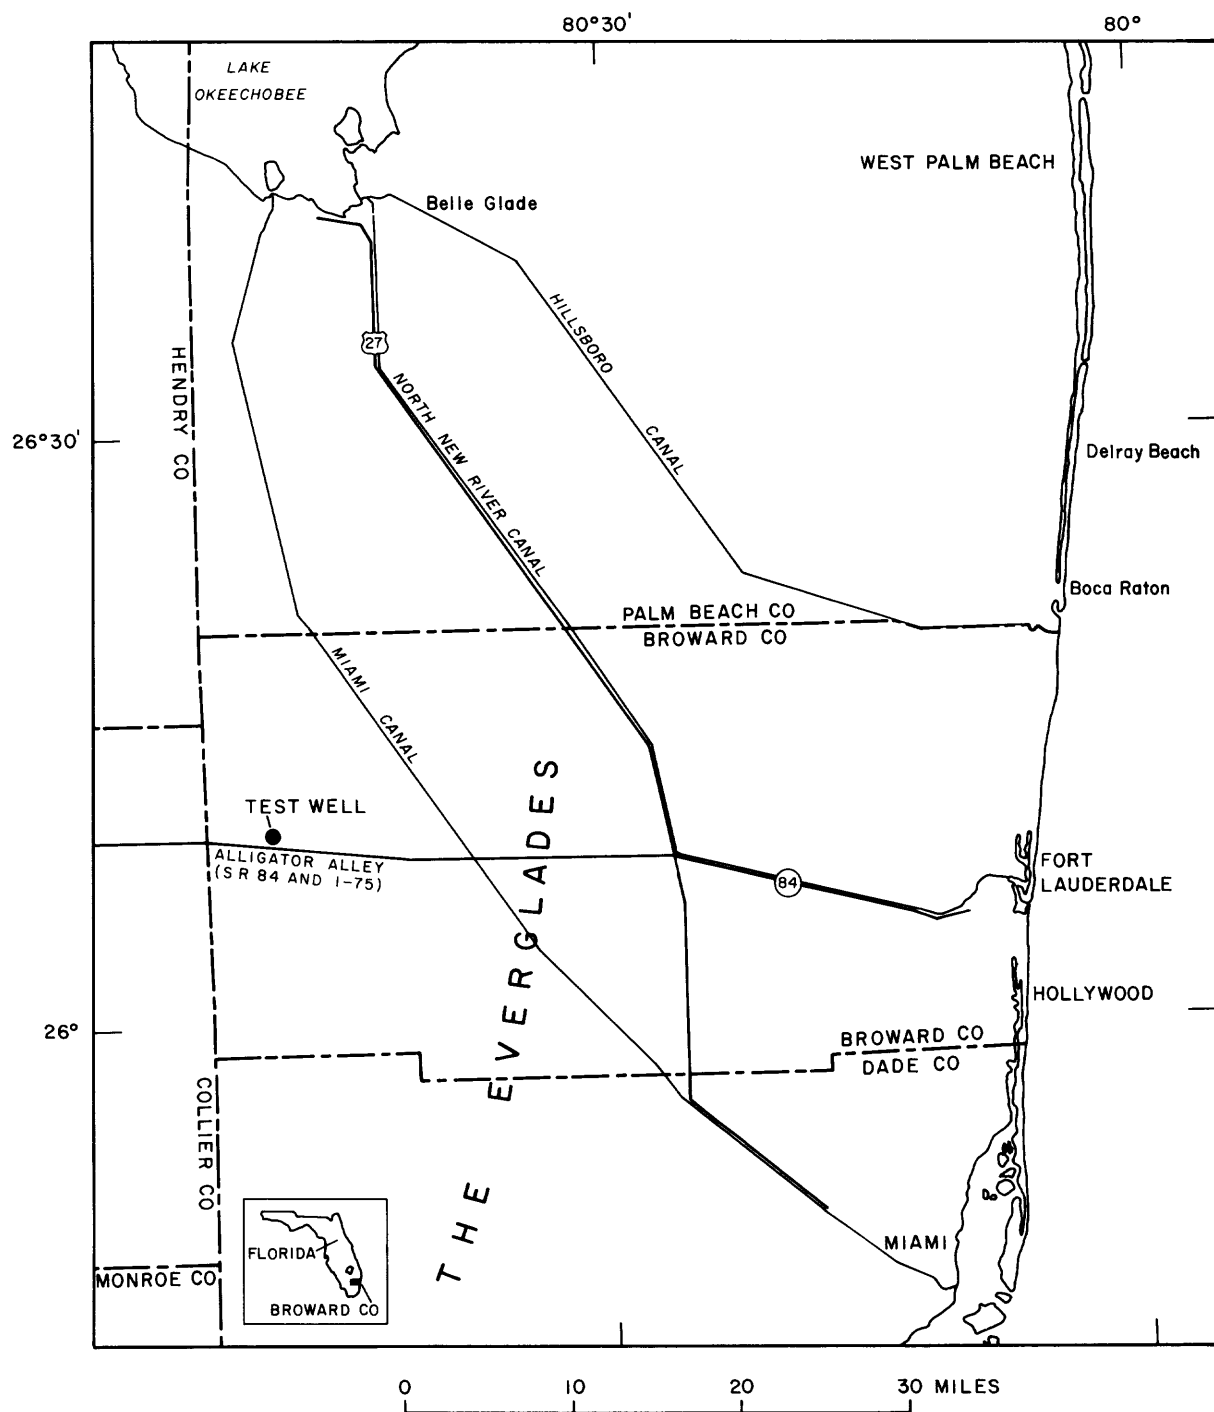 80°30'
80°
LAKE
OKEECHOBEE
WEST PALM BEACH
Belle Glade
HILLSBORO
CANAL
27
HENDRY CO
NORTH NEW RIVER CANAL
26°30'
Delray Beach
Boca Raton
PALM BEACH CO
BROWARD CO
MIAMI
CANAL
TEST WELL
ALLIGATOR ALLEY
(S R 84 AND I-75)
THE EVERGLADES
84
FORT
LAUDERDALE
HOLLYWOOD
26°
BROWARD CO
DADE CO
COLLIER CO
MIAMI
FLORIDA
BROWARD CO
MONROE CO
0 10 20 30 MILES